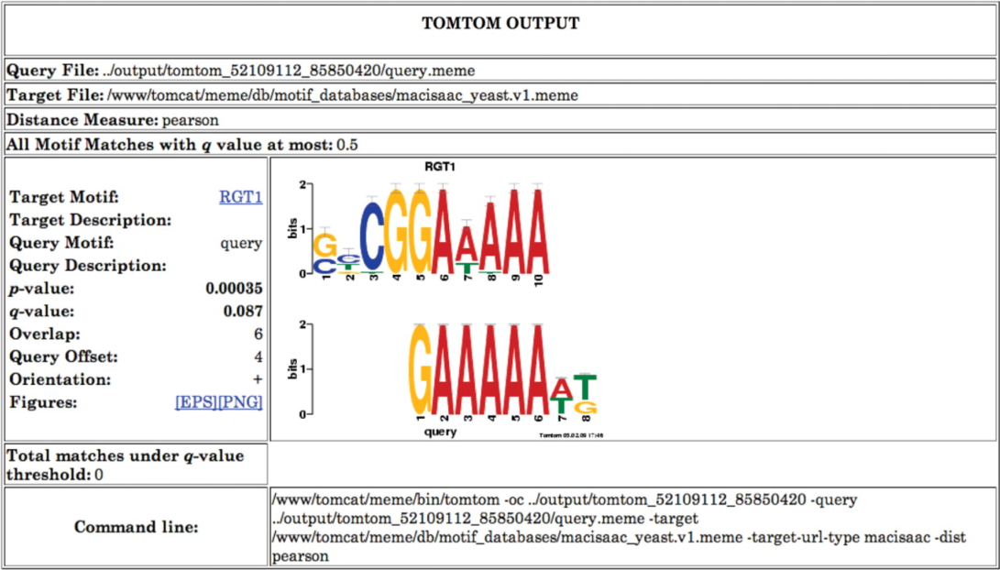 TOMTOM OUTPUT
Query File: ../output/tomtom_52109112_85850420/query.meme
Target File: /www/tomcat/meme/db/motif_databases/macisaac_yeast.v1.meme
Distance Measure: pearson
All Motif Matches with q value at most: 0.5
Target Motif: RGT1
Target Description:
Query Motif: query
Query Description:
p-value: 0.00035
q-value: 0.087
Overlap: 6
Query Offset: 4
Orientation: +
Figures: [EPS][PNG]
RGT1
2
1
0
bits
G C C G G A A A A A
C T T
1 2 3 4 5 6 7 8 9 10
2
1
0
bits
G A A A A A A T
T G
1 2 3 4 5 6 7 8
query
Total matches under q-value
threshold: 0
Command line:
/www/tomcat/meme/bin/tomtom -oc ../output/tomtom_52109112_85850420 -query
../output/tomtom_52109112_85850420/query.meme -target
/www/tomcat/meme/db/motif_databases/macisaac_yeast.v1.meme -target-url-type macisaac -dist
pearson